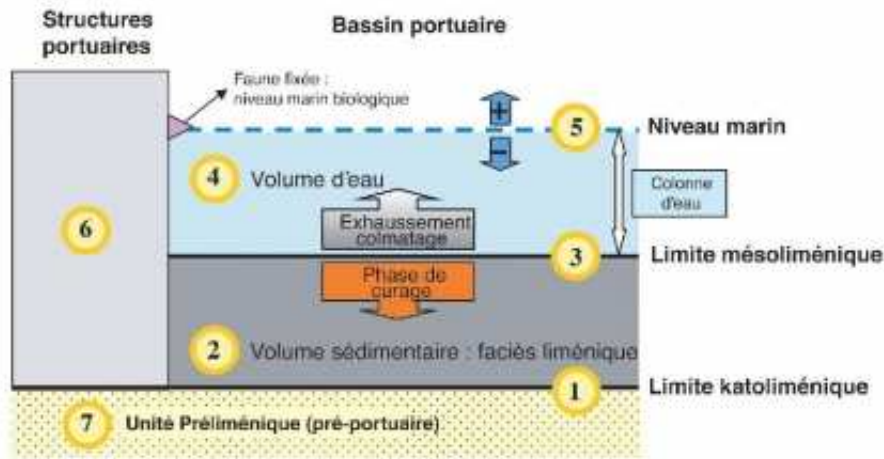 Structures
portuaires
Bassin portuaire
Faune fixée :
niveau marin biologique
+
5
Niveau marin
–
4
Volume d'eau
Colonne
d'eau
6
Exhaussement
colmatage
3
Limite mésoliménique
Phase de
curage
2
Volume sédimentaire : faciès liménique
1
Limite katoliménique
7
Unité Préliménique (pré-portuaire)